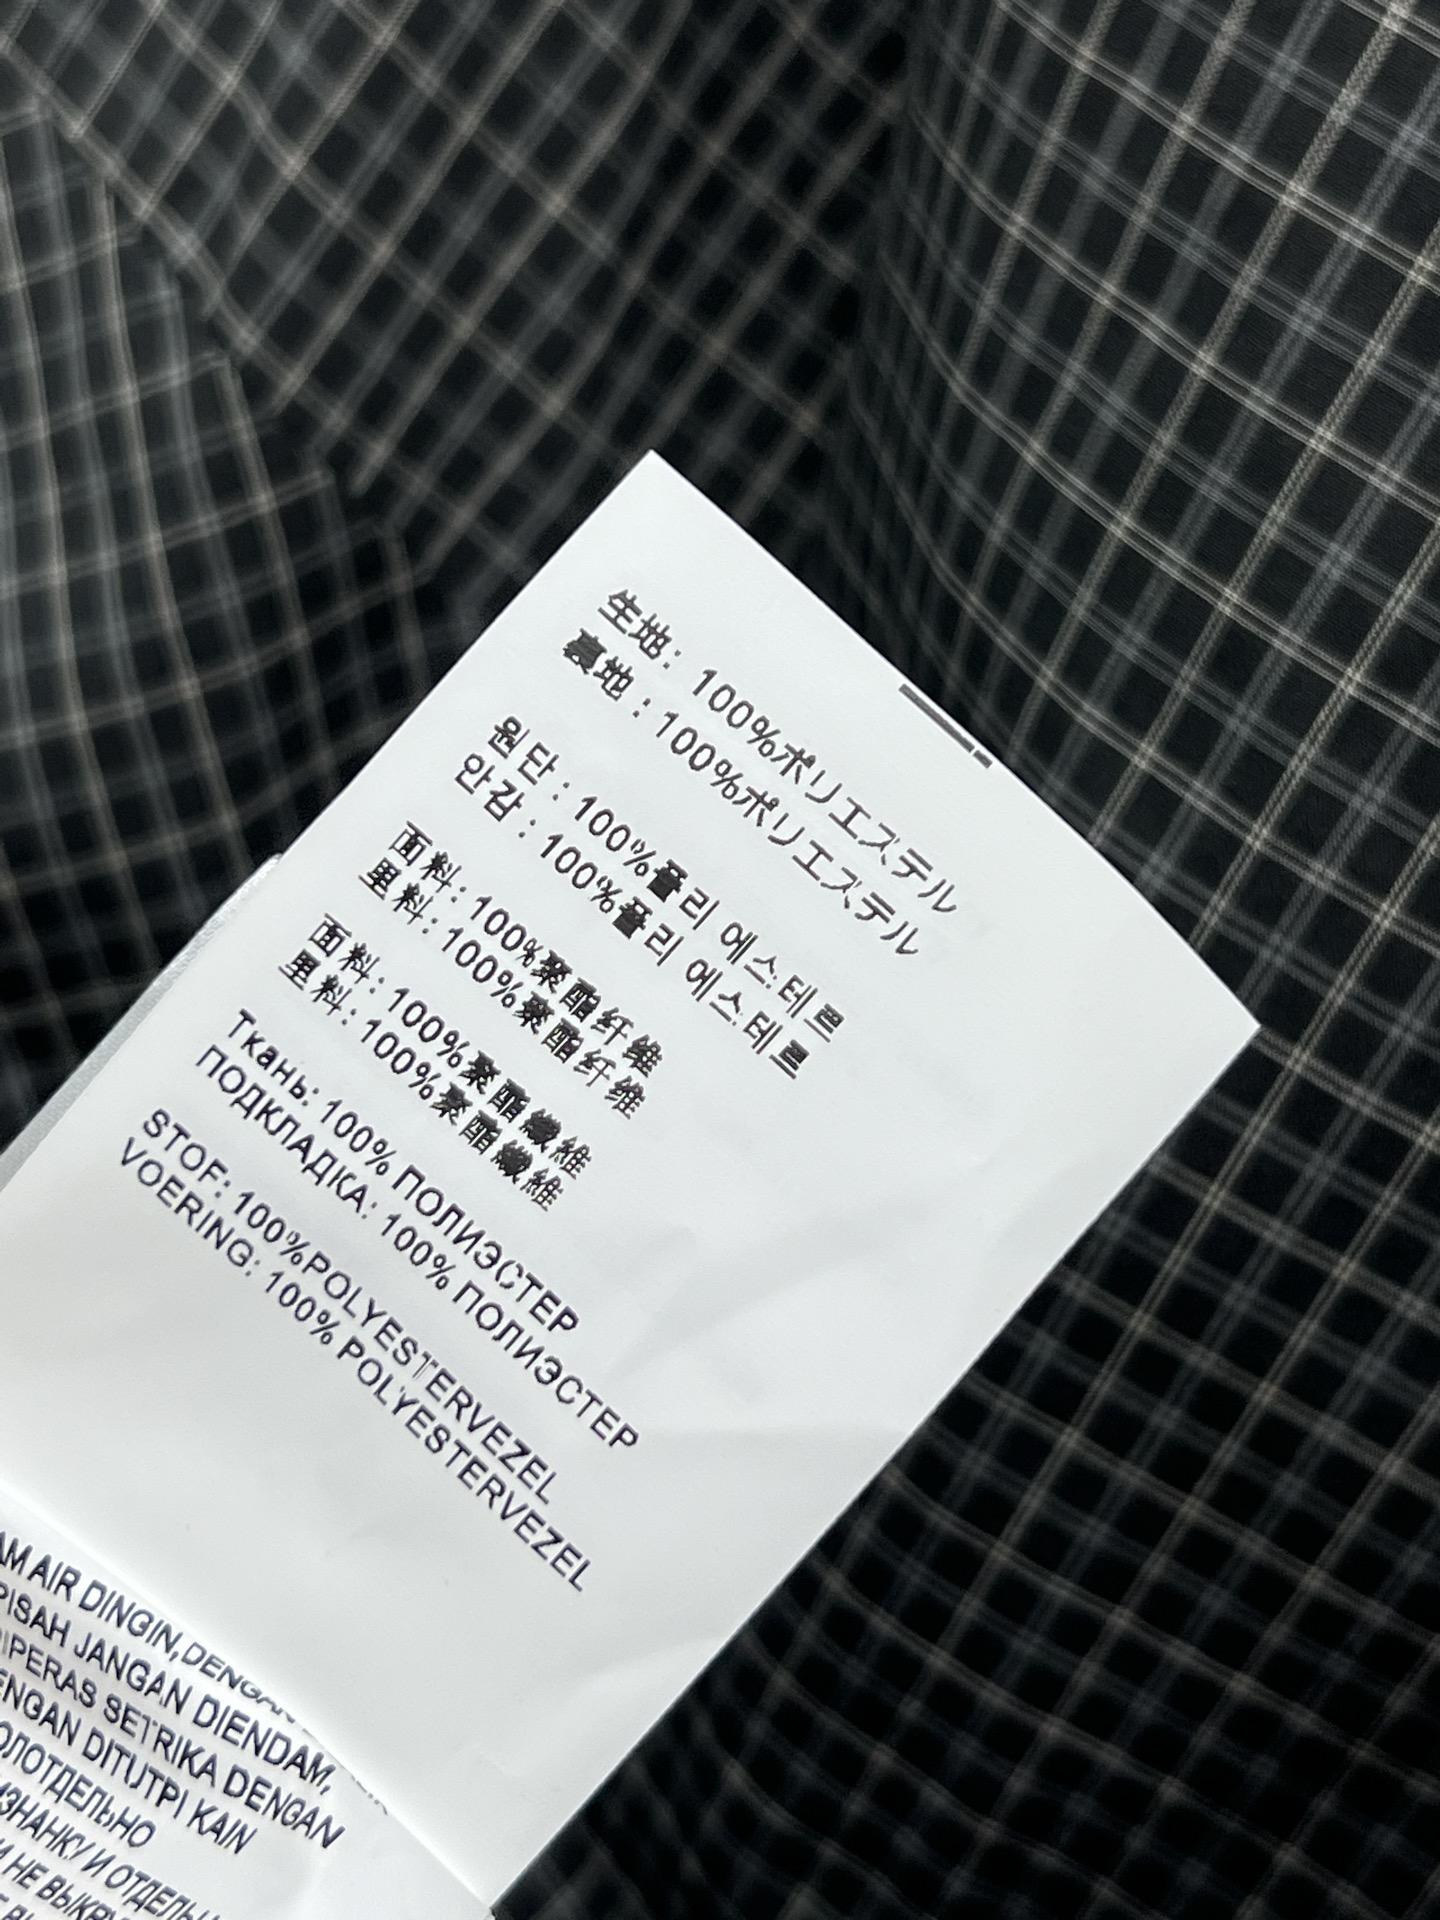 生地: 100%ポリエステル
裏地 : 100%ポリエステル
원단 : 100%폴리 에스테르
안감 : 100%폴리 에스테르
面料: 100%聚酯纤维
里料: 100%聚酯纤维
面料: 100%聚酯纖維
里料: 100%聚酯纖維
Ткань: 100% ПОЛИЭСТЕР
ПОДКЛАДКА: 100% ПОЛИЭСТЕР
STOF: 100%POLYESTERVEZEL
VOERING: 100% POLYESTERVEZEL
AIR DINGIN,DENGAN
JANGAN DIENDAM,
SETRIKA DENGAN
DITUTPI KAIN
И
НЕ